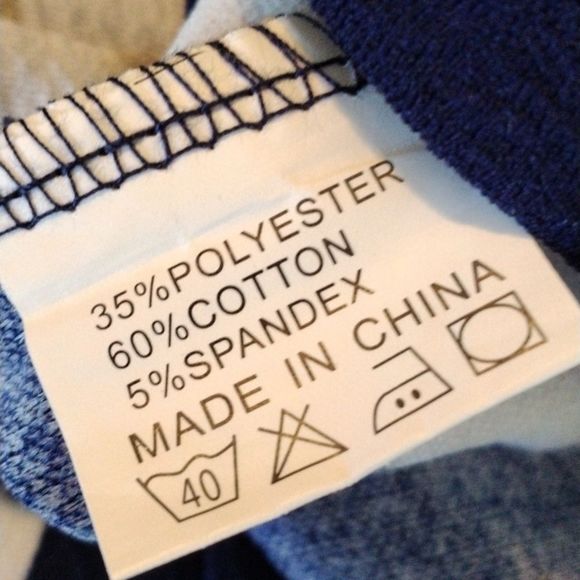 35%POLYESTER
60%COTTON
5%SPANDEX
MADE IN CHINA
40